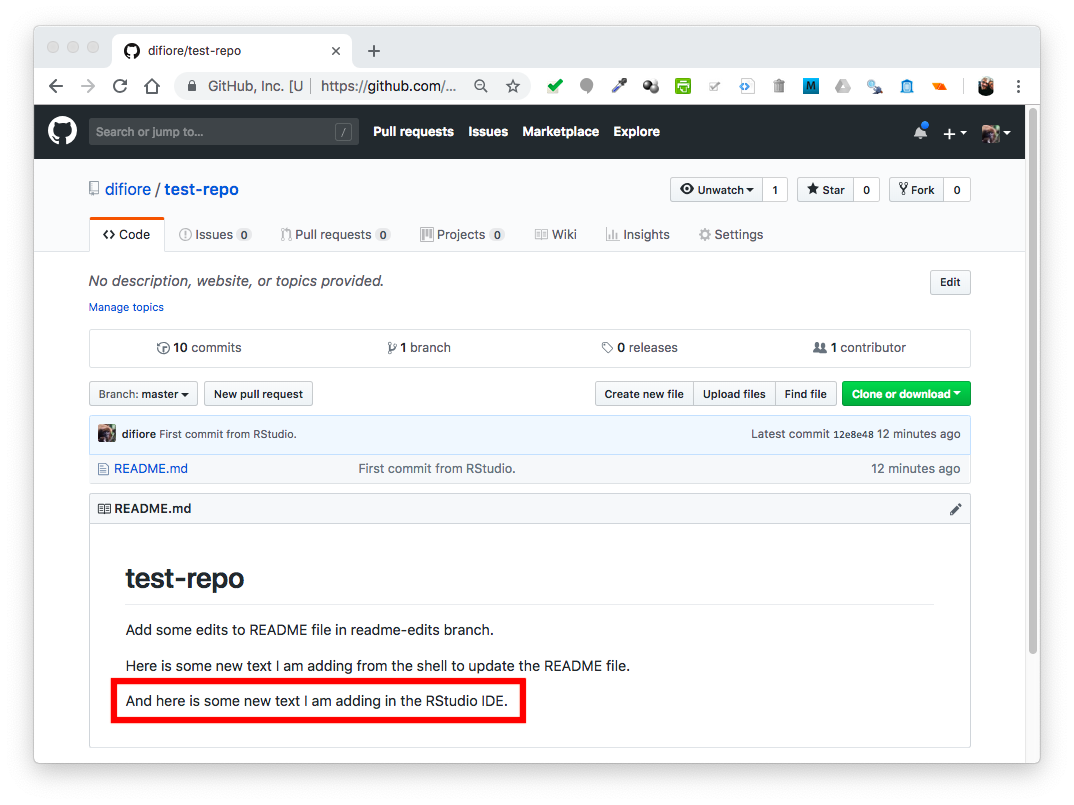 difiore/test-repo
GitHub, Inc. [U https://github.com/...
M
Search or jump to... /
Pull requests Issues Marketplace Explore
difiore / test-repo
Unwatch 1 Star 0 Fork 0
Code Issues 0 Pull requests 0 Projects 0 Wiki Insights Settings
No description, website, or topics provided. Edit
Manage topics
10 commits 1 branch 0 releases 1 contributor
Branch: master New pull request Create new file Upload files Find file Clone or download
difiore First commit from RStudio. Latest commit 12e8e48 12 minutes ago
README.md First commit from RStudio. 12 minutes ago
README.md
test-repo
Add some edits to README file in readme-edits branch.
Here is some new text I am adding from the shell to update the README file.
And here is some new text I am adding in the RStudio IDE.